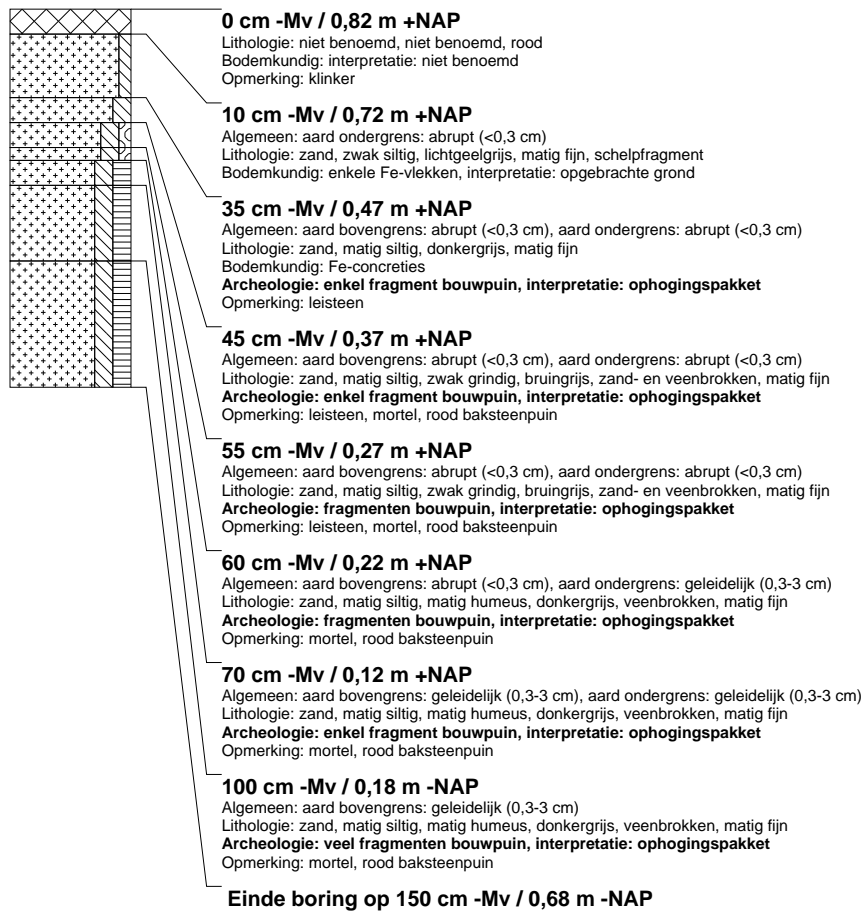 0 cm -Mv / 0,82 m +NAP
Lithologie: niet benoemd, niet benoemd, rood
Bodemkundig: interpretatie: niet benoemd
Opmerking: klinker
10 cm -Mv / 0,72 m +NAP
Algemeen: aard ondergrens: abrupt (<0,3 cm)
Lithologie: zand, zwak siltig, lichtgeelgrijs, matig fijn, schelpfragment
Bodemkundig: enkele Fe-vlekken, interpretatie: opgebrachte grond
35 cm -Mv / 0,47 m +NAP
Algemeen: aard bovengrens: abrupt (<0,3 cm), aard ondergrens: abrupt (<0,3 cm)
Lithologie: zand, matig siltig, donkergrijs, matig fijn
Bodemkundig: Fe-concreties
Archeologie: enkel fragment bouwpuin, interpretatie: ophogingspakket
Opmerking: leisteen
45 cm -Mv / 0,37 m +NAP
Algemeen: aard bovengrens: abrupt (<0,3 cm), aard ondergrens: abrupt (<0,3 cm)
Lithologie: zand, matig siltig, zwak grindig, bruingrijs, zand- en veenbrokken, matig fijn
Archeologie: enkel fragment bouwpuin, interpretatie: ophogingspakket
Opmerking: leisteen, mortel, rood baksteenpuin
55 cm -Mv / 0,27 m +NAP
Algemeen: aard bovengrens: abrupt (<0,3 cm), aard ondergrens: abrupt (<0,3 cm)
Lithologie: zand, matig siltig, zwak grindig, bruingrijs, zand- en veenbrokken, matig fijn
Archeologie: fragmenten bouwpuin, interpretatie: ophogingspakket
Opmerking: leisteen, mortel, rood baksteenpuin
60 cm -Mv / 0,22 m +NAP
Algemeen: aard bovengrens: abrupt (<0,3 cm), aard ondergrens: geleidelijk (0,3-3 cm)
Lithologie: zand, matig siltig, matig humeus, donkergrijs, veenbrokken, matig fijn
Archeologie: fragmenten bouwpuin, interpretatie: ophogingspakket
Opmerking: mortel, rood baksteenpuin
70 cm -Mv / 0,12 m +NAP
Algemeen: aard bovengrens: geleidelijk (0,3-3 cm), aard ondergrens: geleidelijk (0,3-3 cm)
Lithologie: zand, matig siltig, matig humeus, donkergrijs, veenbrokken, matig fijn
Archeologie: enkel fragment bouwpuin, interpretatie: ophogingspakket
Opmerking: mortel, rood baksteenpuin
100 cm -Mv / 0,18 m -NAP
Algemeen: aard bovengrens: geleidelijk (0,3-3 cm)
Lithologie: zand, matig siltig, matig humeus, donkergrijs, veenbrokken, matig fijn
Archeologie: veel fragmenten bouwpuin, interpretatie: ophogingspakket
Opmerking: mortel, rood baksteenpuin
Einde boring op 150 cm -Mv / 0,68 m -NAP